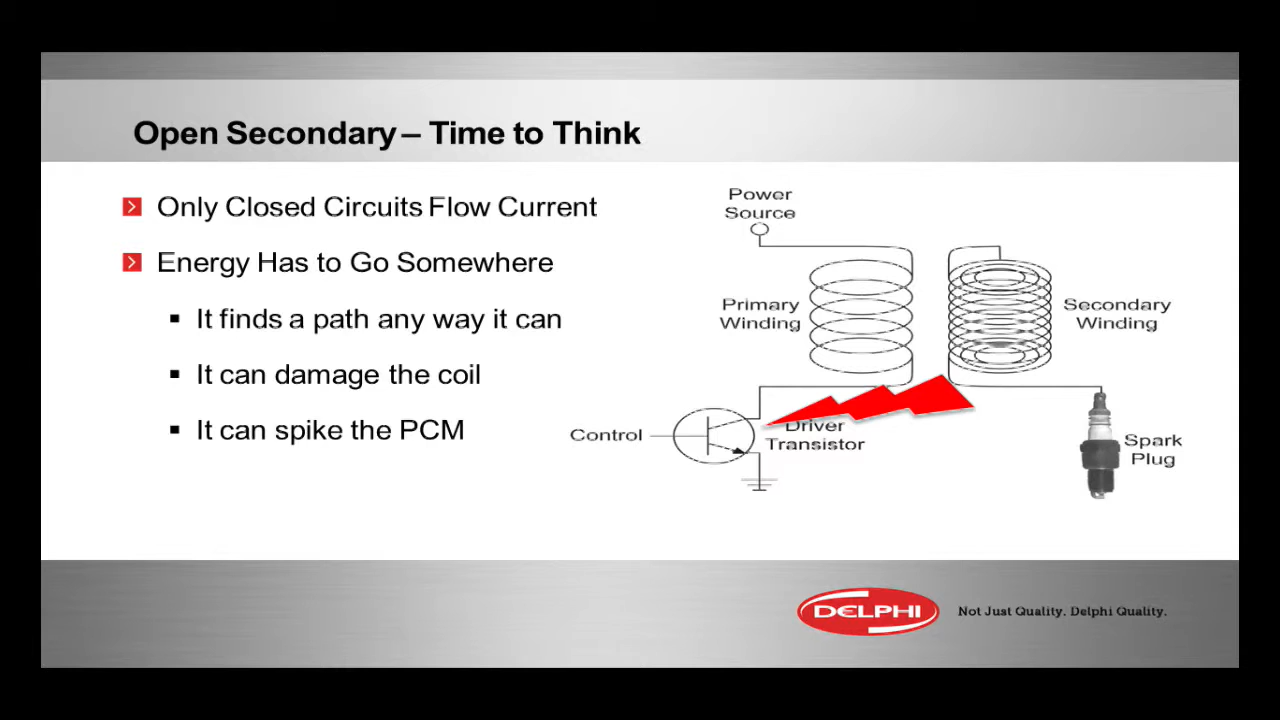 Open Secondary – Time to Think
Only Closed Circuits Flow Current
Energy Has to Go Somewhere
It finds a path any way it can
It can damage the coil
It can spike the PCM
Power
Source
Primary
Winding
Secondary
Winding
Control
Driver
Transistor
Spark
Plug
DELPHI
Not Just Quality. Delphi Quality.